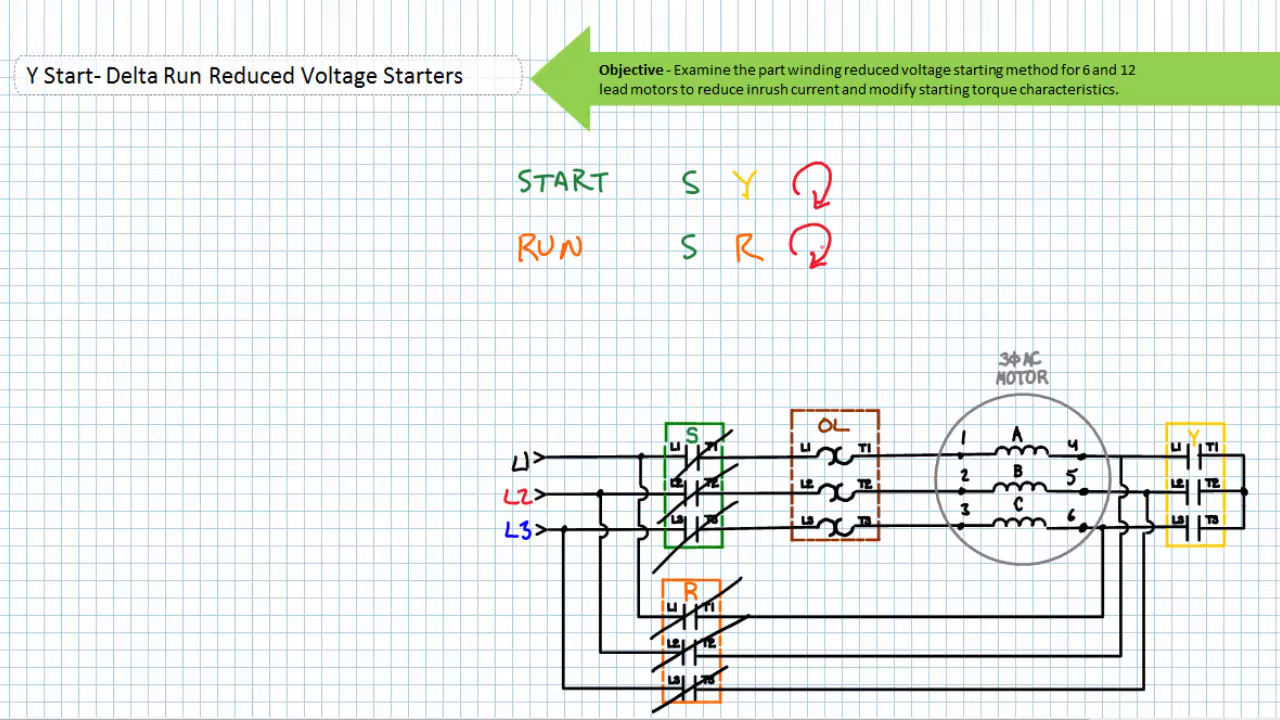 Y Start- Delta Run Reduced Voltage Starters
Objective - Examine the part winding reduced voltage starting method for 6 and 12
lead motors to reduce inrush current and modify starting torque characteristics.
START S Y
RUN S R
3Φ AC
MOTOR
S
OL
Y
L1
L1 T1
L1 T1
1 A 4
L1 T1
L2
L2 T2
L2 T2
2 B 5
L2 T2
L3
L3 T3
L3 T3
3 C 6
L3 T3
R
L1 T1
L2 T2
L3 T3